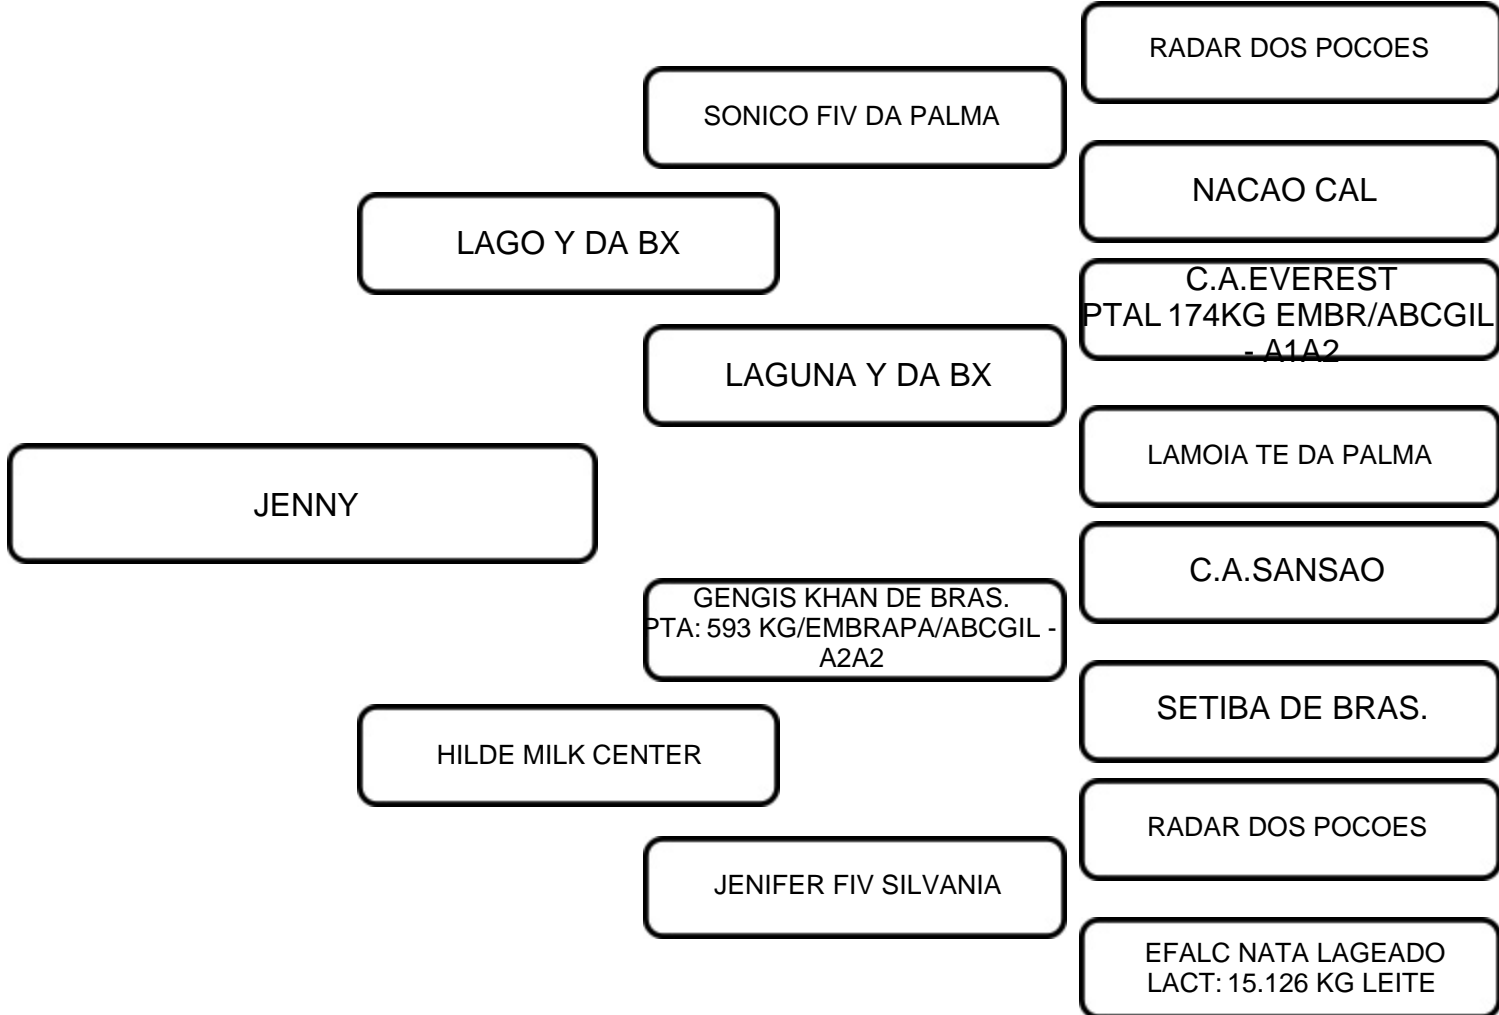 RADAR DOS POCOES
SONICO FIV DA PALMA
NACAO CAL
LAGO Y DA BX
C.A.EVEREST
PTAL 174KG EMBR/ABCGIL
- A1A2
LAGUNA Y DA BX
LAMOIA TE DA PALMA
JENNY
C.A.SANSAO
GENGIS KHAN DE BRAS.
PTA: 593 KG/EMBRAPA/ABCGIL -
A2A2
SETIBA DE BRAS.
HILDE MILK CENTER
RADAR DOS POCOES
JENIFER FIV SILVANIA
EFALC NATA LAGEADO
LACT: 15.126 KG LEITE